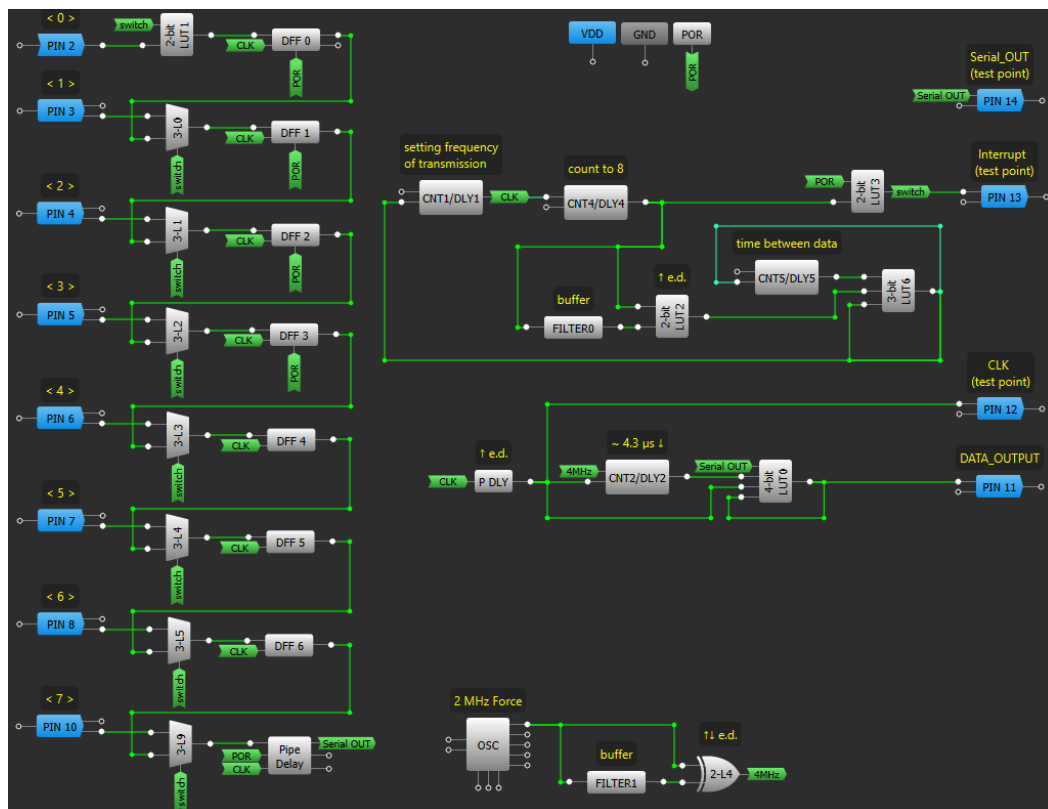 < 0 >
PIN 2
switch
2-bit
LUT1
CLK
DFF 0
POR
< 1 >
PIN 3
3-L0
switch
CLK
DFF 1
POR
< 2 >
PIN 4
3-L1
switch
CLK
DFF 2
POR
< 3 >
PIN 5
3-L2
switch
CLK
DFF 3
POR
< 4 >
PIN 6
3-L3
switch
CLK
DFF 4
< 5 >
PIN 7
3-L4
switch
CLK
DFF 5
< 6 >
PIN 8
3-L5
switch
CLK
DFF 6
< 7 >
PIN 10
3-L9
switch
POR
CLK
Pipe
Delay
Serial OUT
VDD
GND
POR
POR
Serial_OUT
(test point)
Serial OUT
PIN 14
setting frequency
of transmission
CNT1/DLY1
CLK
count to 8
CNT4/DLY4
POR
2-bit
LUT3
switch
Interrupt
(test point)
PIN 13
buffer
FILTER0
↑ e.d.
2-bit
LUT2
time between data
CNT5/DLY5
3-bit
LUT6
CLK
(test point)
PIN 12
CLK
↑ e.d.
P DLY
~ 4.3 µs ↓
4MHz
CNT2/DLY2
Serial OUT
4-bit
LUT0
DATA_OUTPUT
PIN 11
2 MHz Force
OSC
buffer
FILTER1
↑↓ e.d.
2-L4
4MHz